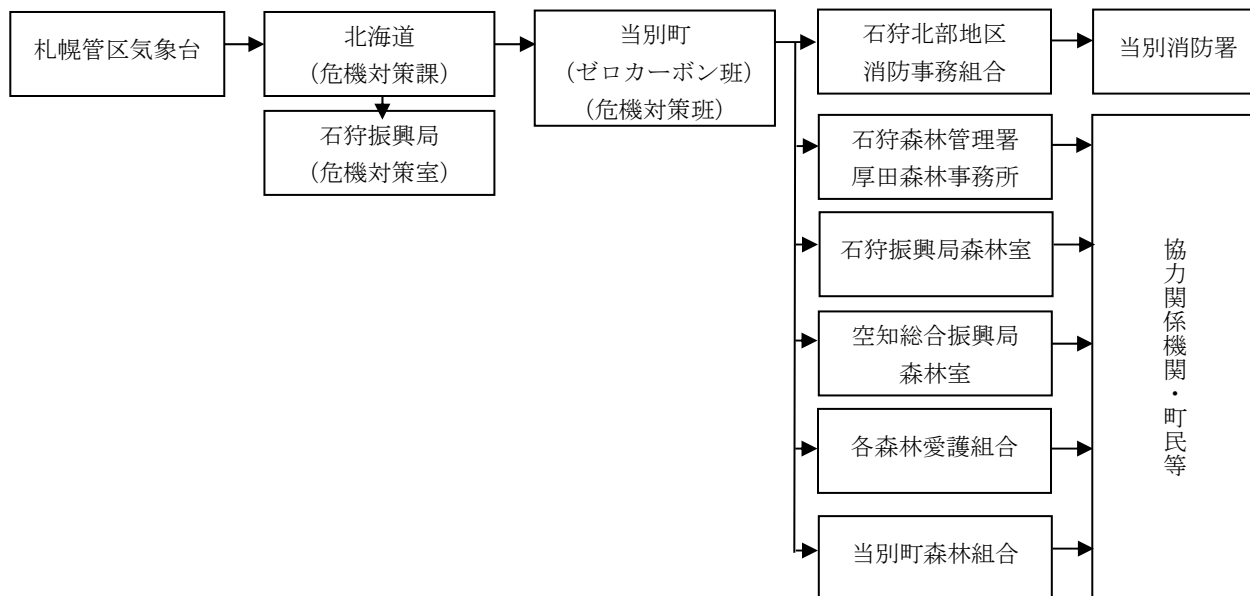 札幌管区気象台
北海道
(危機対策課)
石狩振興局
(危機対策室)
当別町
(ゼロカーボン班)
(危機対策班)
石狩北部地区
消防事務組合
当別消防署
石狩森林管理署
厚田森林事務所
石狩振興局森林室
空知総合振興局
森林室
各森林愛護組合
当別町森林組合
協力関係機関・町民等